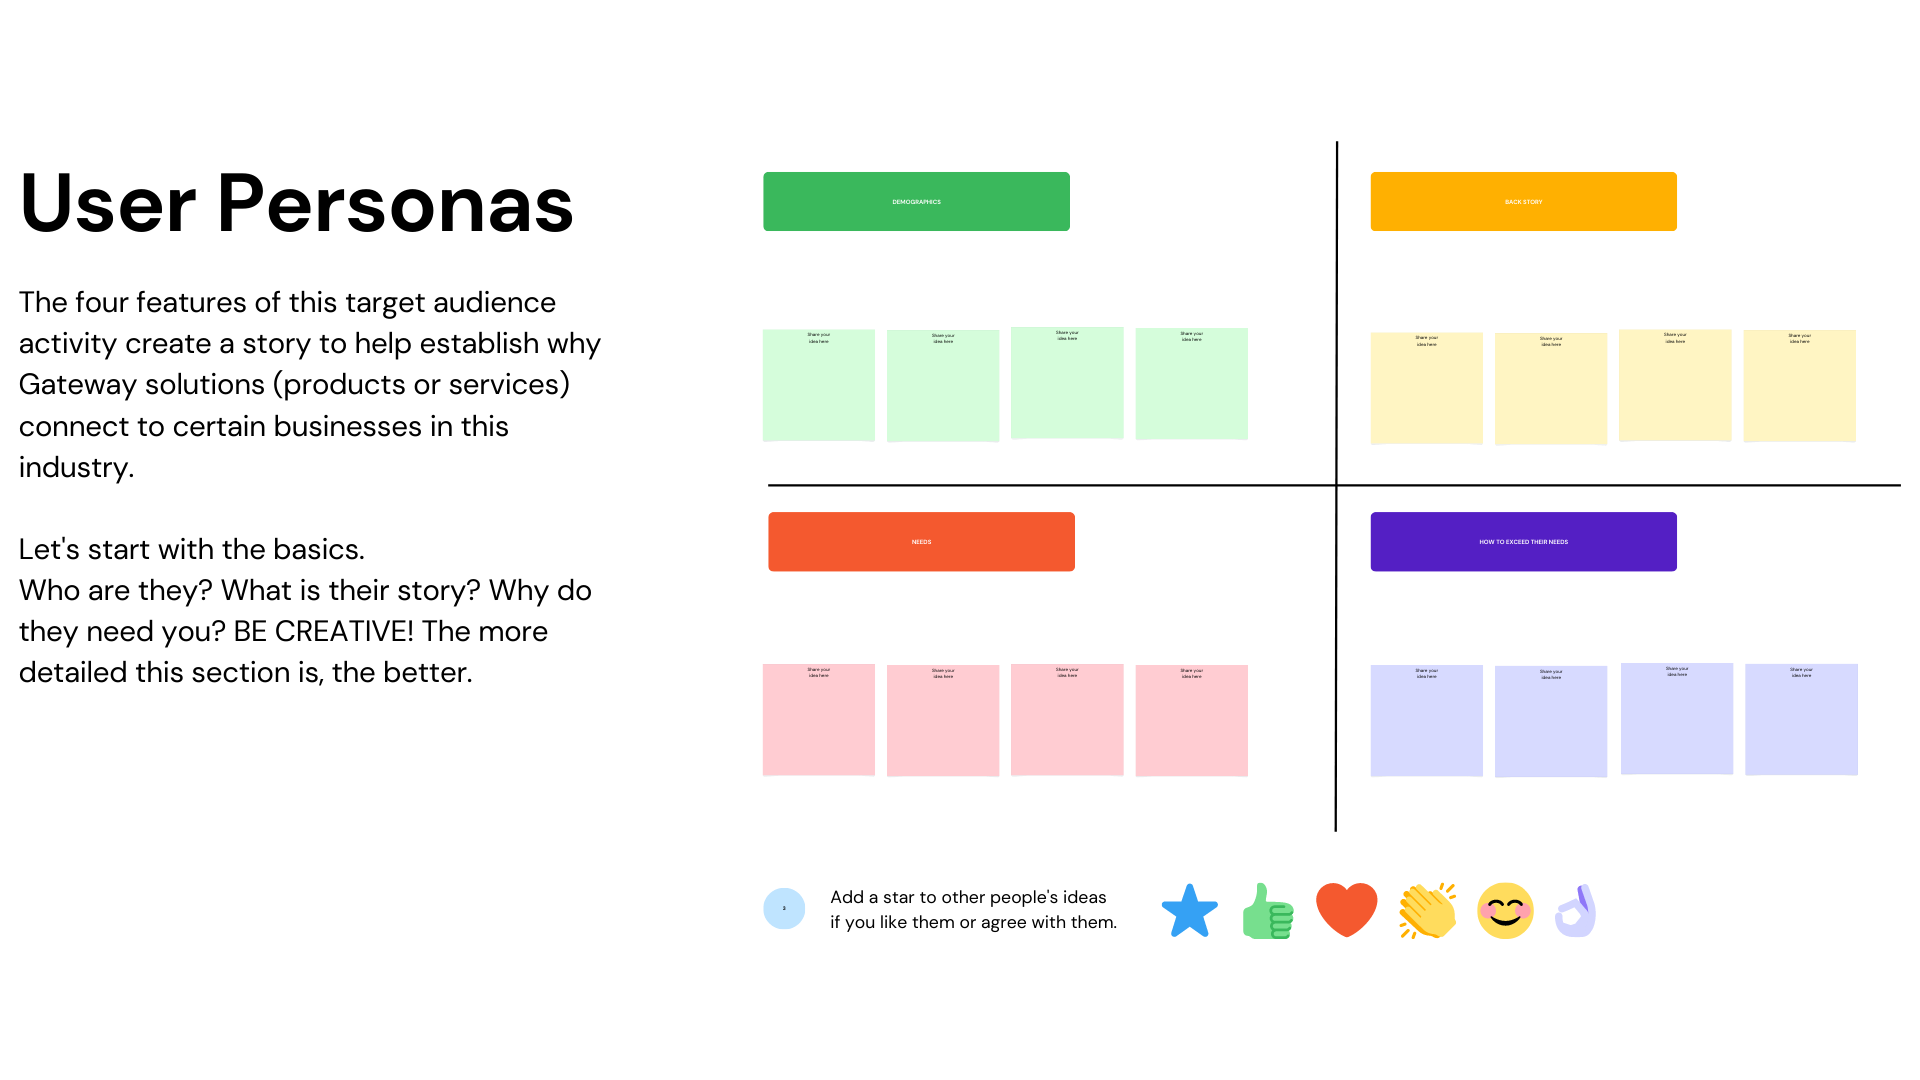 User Personas
The four features of this target audience
activity create a story to help establish why
Gateway solutions (products or services)
connect to certain businesses in this
industry.
Let's start with the basics.
Who are they? What is their story? Why do
they need you? BE CREATIVE! The more
detailed this section is, the better.
DEMOGRAPHICS
Share your
idea here
Share your
idea here
Share your
idea here
Share your
idea here
BACK STORY
Share your
idea here
Share your
idea here
Share your
idea here
Share your
idea here
NEEDS
Share your
idea here
Share your
idea here
Share your
idea here
Share your
idea here
HOW TO EXCEED THEIR NEEDS
Share your
idea here
Share your
idea here
Share your
idea here
Share your
idea here
3
Add a star to other people's ideas
if you like them or agree with them.